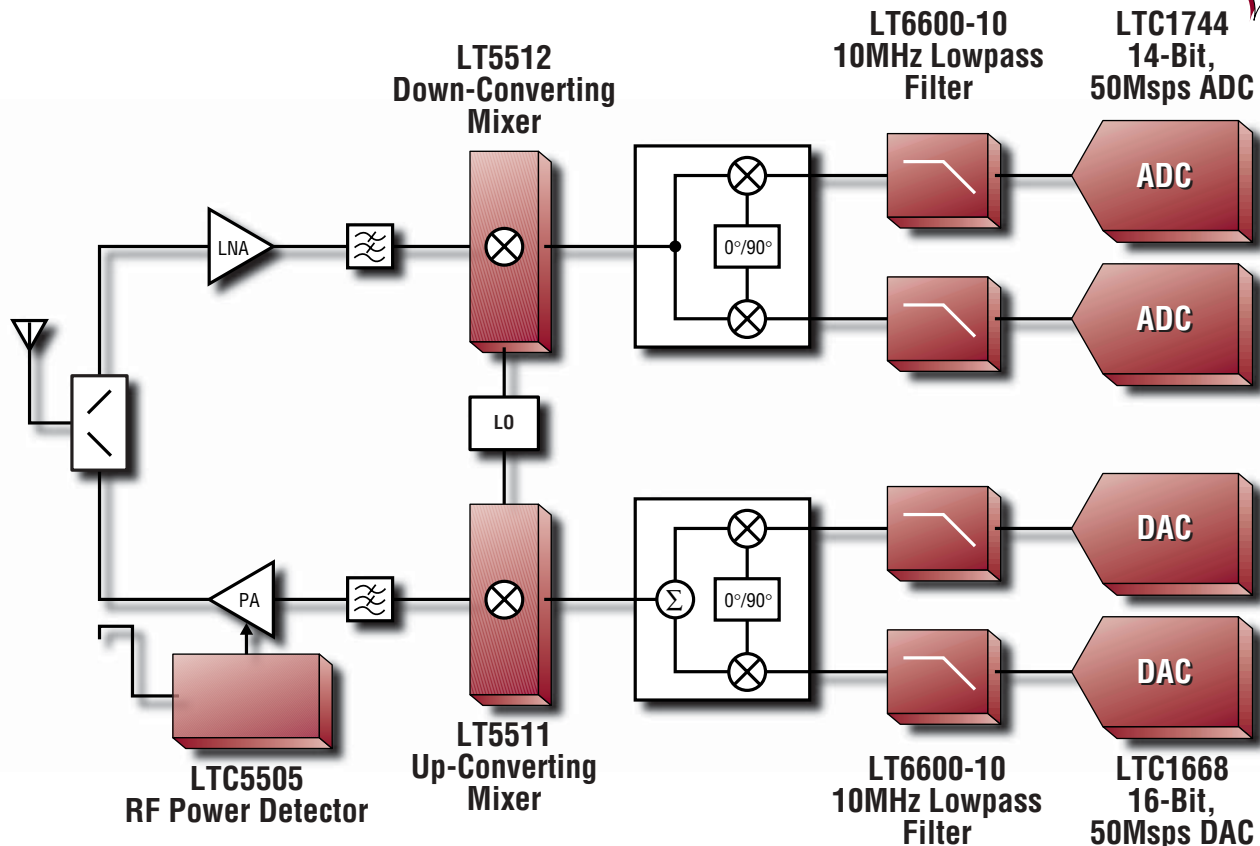 LT6600-10
10MHz Lowpass
Filter
LTC1744
14-Bit,
50Msps ADC
LT5512
Down-Converting
Mixer
ADC
LNA
0°/90°
ADC
LO
DAC
PA
Σ
0°/90°
DAC
LTC5505
RF Power Detector
LT5511
Up-Converting
Mixer
LT6600-10
10MHz Lowpass
Filter
LTC1668
16-Bit,
50Msps DAC